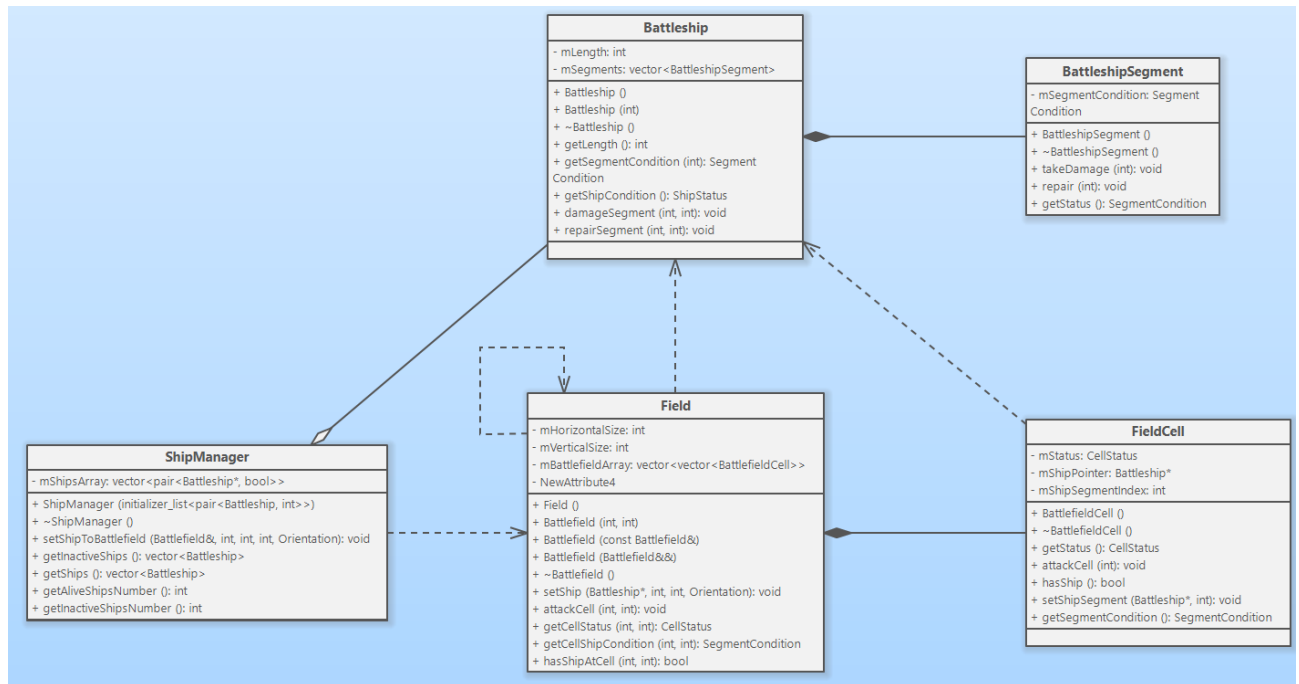 Battleship
- mLength: int
- mSegments: vector<BattleshipSegment>
+ Battleship ()
+ Battleship (int)
+ ~Battleship ()
+ getLength (): int
+ getSegmentCondition (int): Segment
Condition
+ getShipCondition (): ShipStatus
+ damageSegment (int, int): void
+ repairSegment (int, int): void
BattleshipSegment
- mSegmentCondition: Segment
Condition
+ BattleshipSegment ()
+ ~BattleshipSegment ()
+ takeDamage (int): void
+ repair (int): void
+ getStatus (): SegmentCondition
ShipManager
- mShipsArray: vector<pair<Battleship*, bool>>
+ ShipManager (initializer_list<pair<Battleship, int>>)
+ ~ShipManager ()
+ setShipToBattlefield (Battlefield&, int, int, int, Orientation): void
+ getInactiveShips (): vector<Battleship>
+ getShips (): vector<Battleship>
+ getAliveShipsNumber (): int
+ getInactiveShipsNumber (): int
Field
- mHorizontalSize: int
- mVerticalSize: int
- mBattlefieldArray: vector<vector<BattlefieldCell>>
- NewAttribute4
+ Field ()
+ Battlefield (int, int)
+ Battlefield (const Battlefield&)
+ Battlefield (Battlefield&&)
+ ~Battlefield ()
+ setShip (Battleship*, int, int, Orientation): void
+ attackCell (int, int): void
+ getCellStatus (int, int): CellStatus
+ getCellShipCondition (int, int): SegmentCondition
+ hasShipAtCell (int, int): bool
FieldCell
- mStatus: CellStatus
- mShipPointer: Battleship*
- mShipSegmentIndex: int
+ BattlefieldCell ()
+ ~BattlefieldCell ()
+ getStatus (): CellStatus
+ attackCell (int): void
+ hasShip (): bool
+ setShipSegment (Battleship*, int): void
+ getSegmentCondition (): SegmentCondition